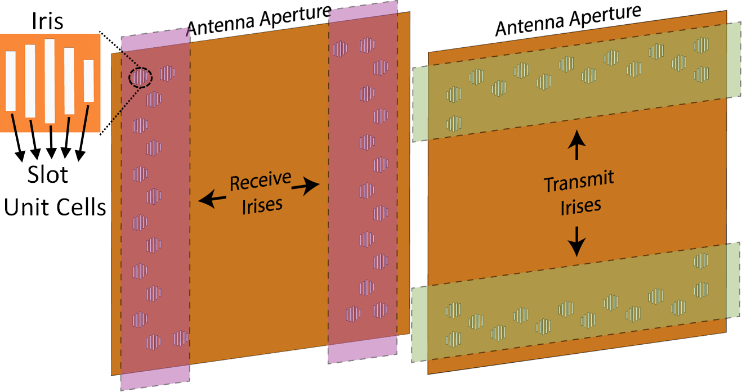 Iris
Slot
Unit Cells
Antenna Aperture
Receive
Irises
Antenna Aperture
Transmit
Irises